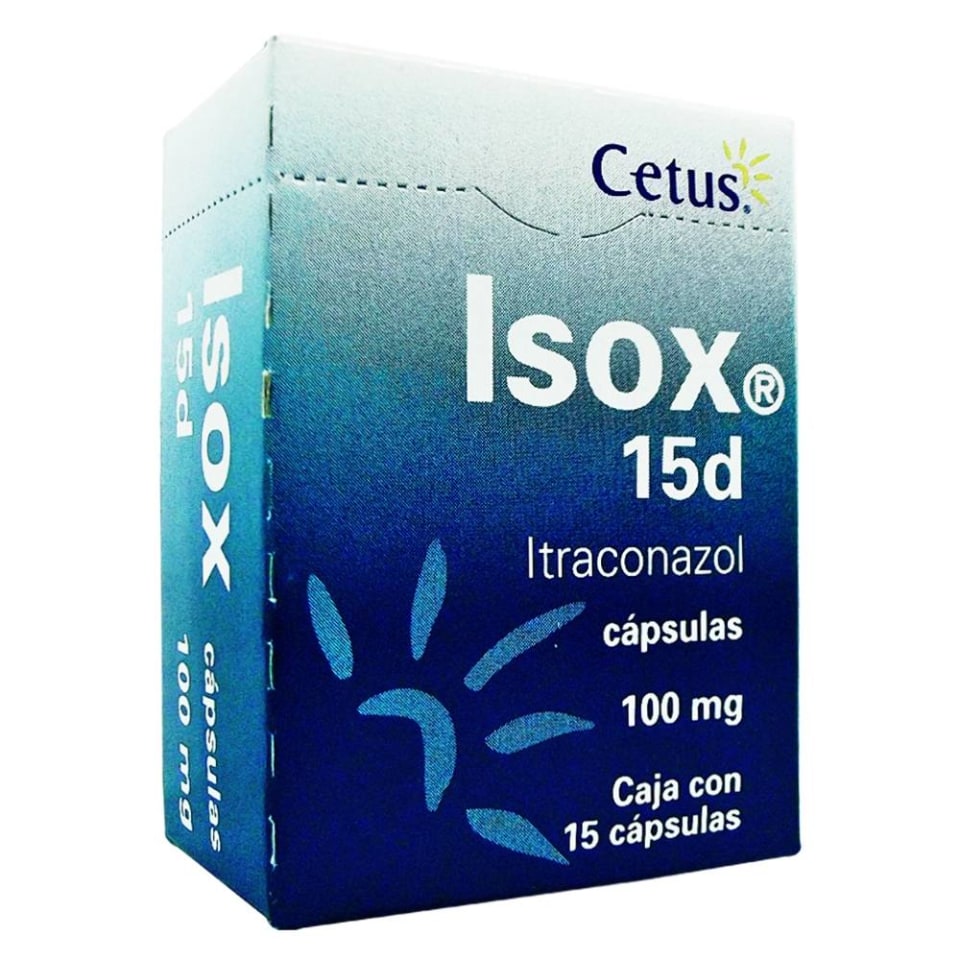 Cetus®
Isox®
15d
Itraconazol
cápsulas
100 mg
Caja con
15 cápsulas
Isox
15d
cápsulas
100 mg